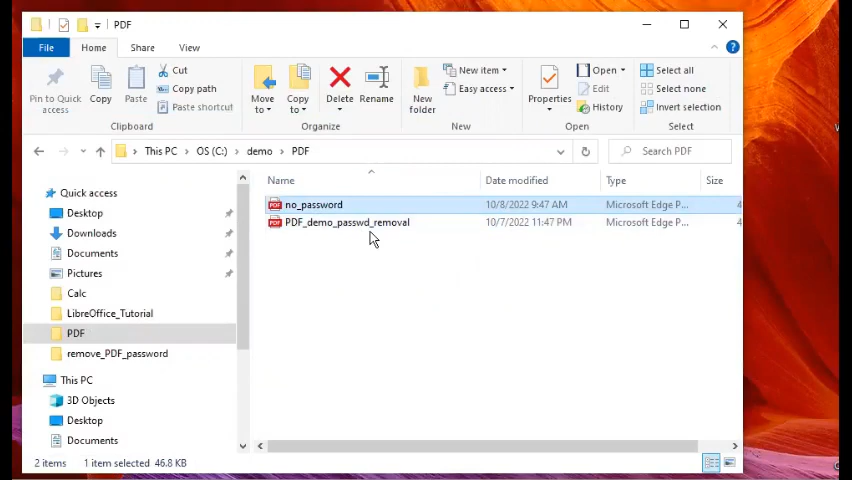 PDF
File Home Share View
Pin to Quick access
Copy
Paste
Cut
Copy path
Paste shortcut
Clipboard
Move to
Copy to
Delete
Rename
Organize
New folder
New item
Easy access
New
Properties
Open
Edit
History
Open
Select all
Select none
Invert selection
Select
This PC > OS (C:) > demo > PDF
Search PDF
Name Date modified Type Size
no_password 10/8/2022 9:47 AM Microsoft Edge P... 4
PDF_demo_passwd_removal 10/7/2022 11:47 PM Microsoft Edge P... 4
Quick access
Desktop
Downloads
Documents
Pictures
Calc
LibreOffice_Tutorial
PDF
remove_PDF_password
This PC
3D Objects
Desktop
Documents
2 items 1 item selected 46.8 KB